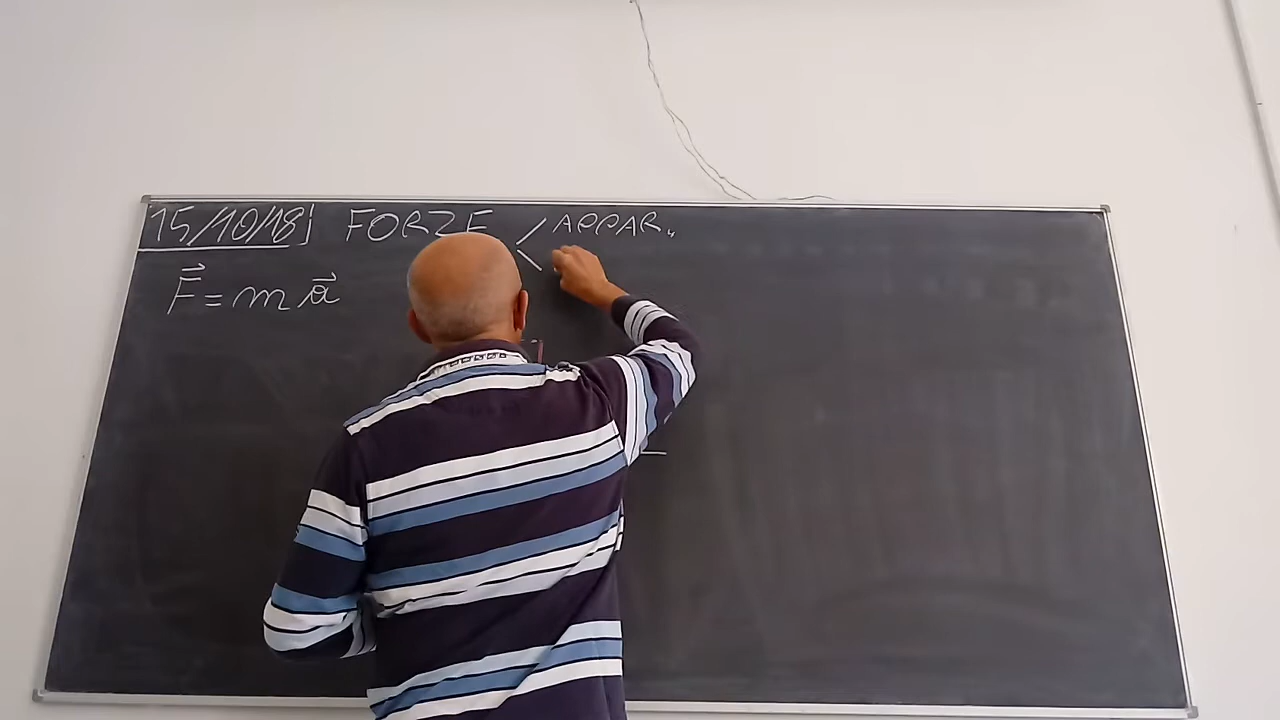 15/10/18 FORZE APPAR.
F⃗ = m a⃗